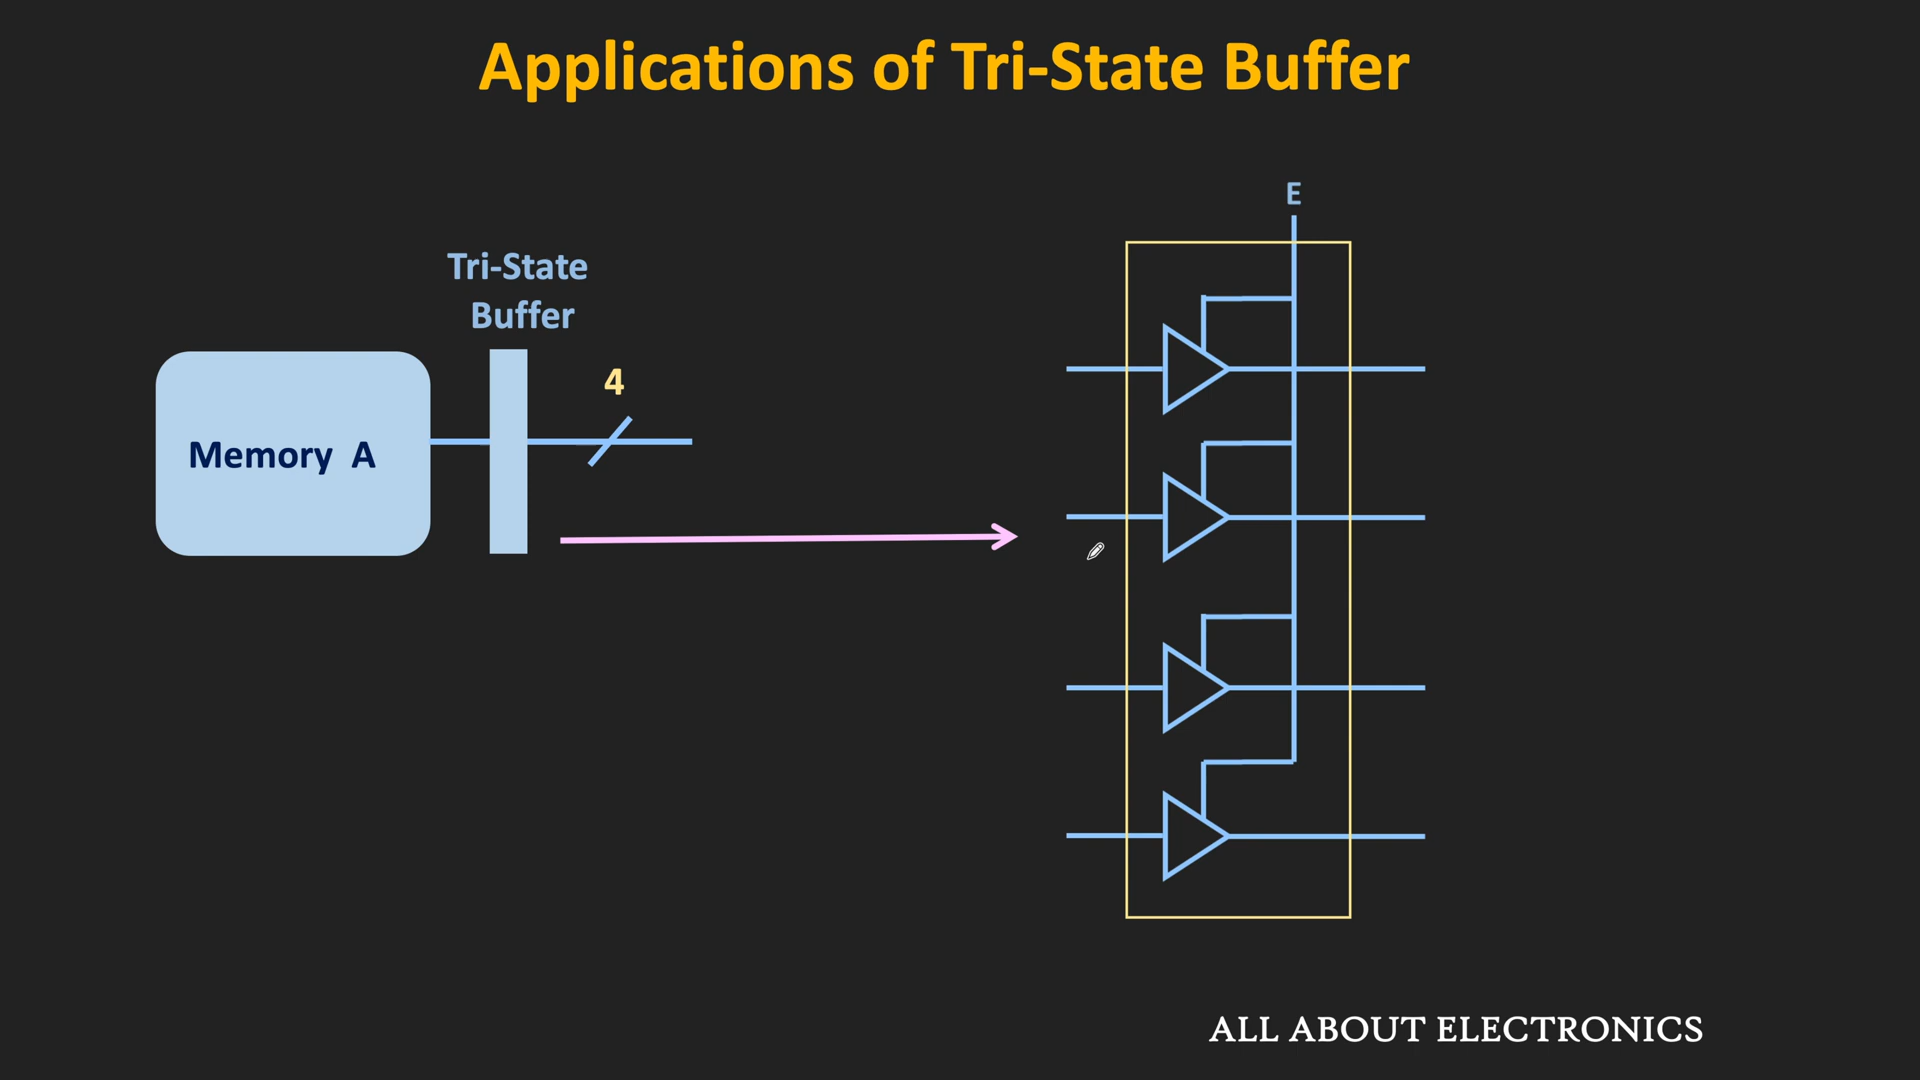 Applications of Tri-State Buffer
E
Tri-State
Buffer
4
Memory A
ALL ABOUT ELECTRONICS